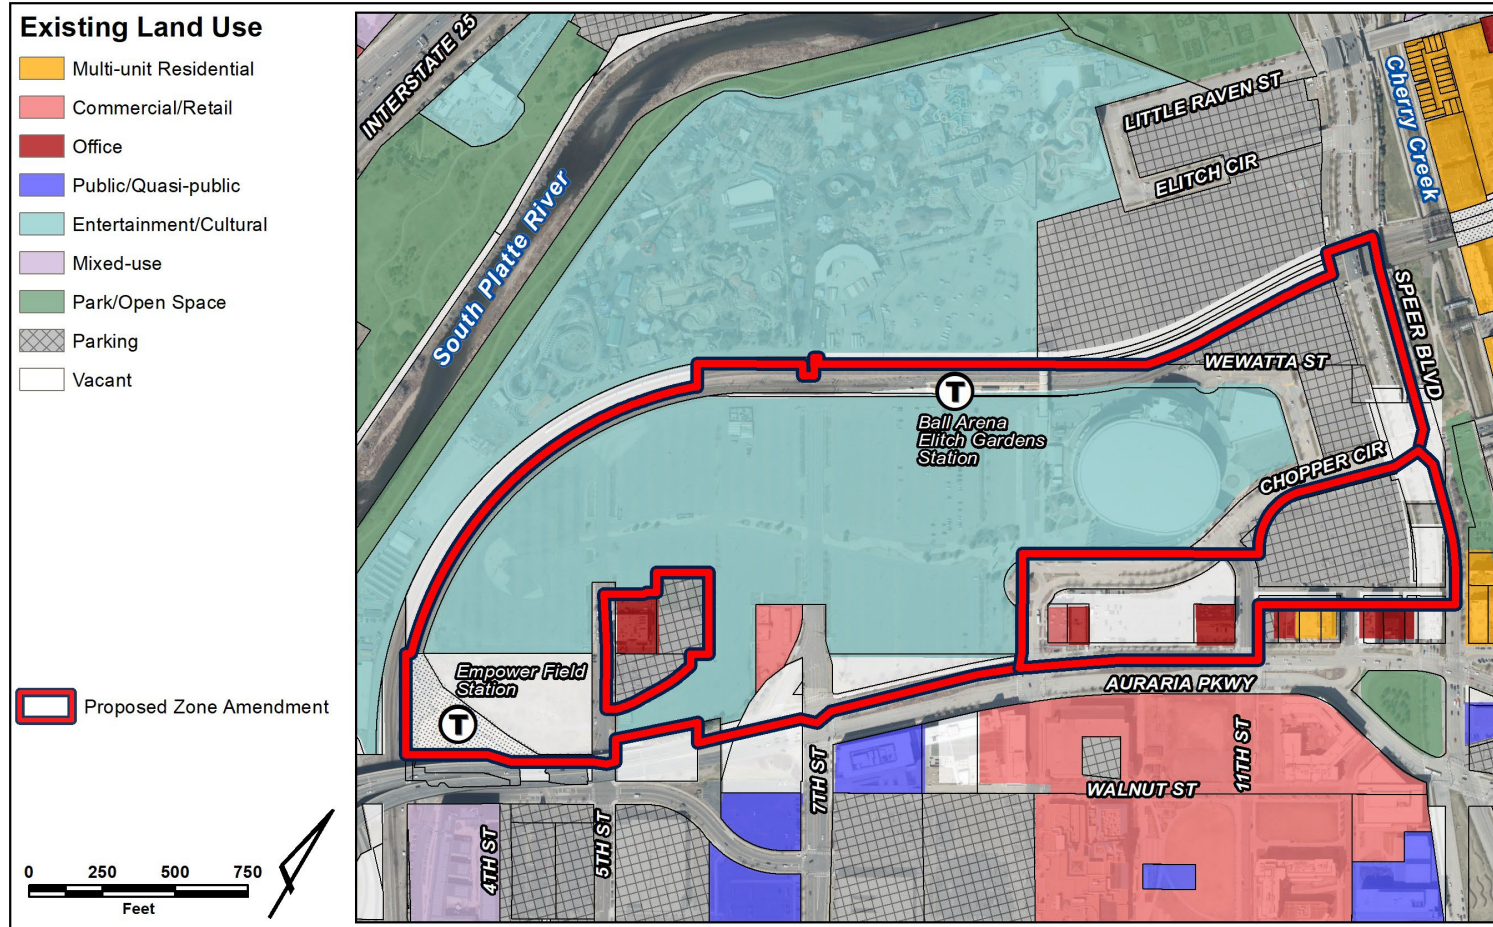 Existing Land Use
Multi-unit Residential
Commercial/Retail
Office
Public/Quasi-public
Entertainment/Cultural
Mixed-use
Park/Open Space
Parking
Vacant
Proposed Zone Amendment
0 250 500 750
Feet
INTERSTATE 25
South Platte River
LITTLE RAVEN ST
ELITCH CIR
Cherry Creek
SPEER BLVD
WEWATTA ST
T
Ball Arena
Elitch Gardens
Station
CHOPPER CIR
Empower Field
Station
T
AURARIA PKWY
11TH ST
WALNUT ST
7TH ST
5TH ST
4TH ST